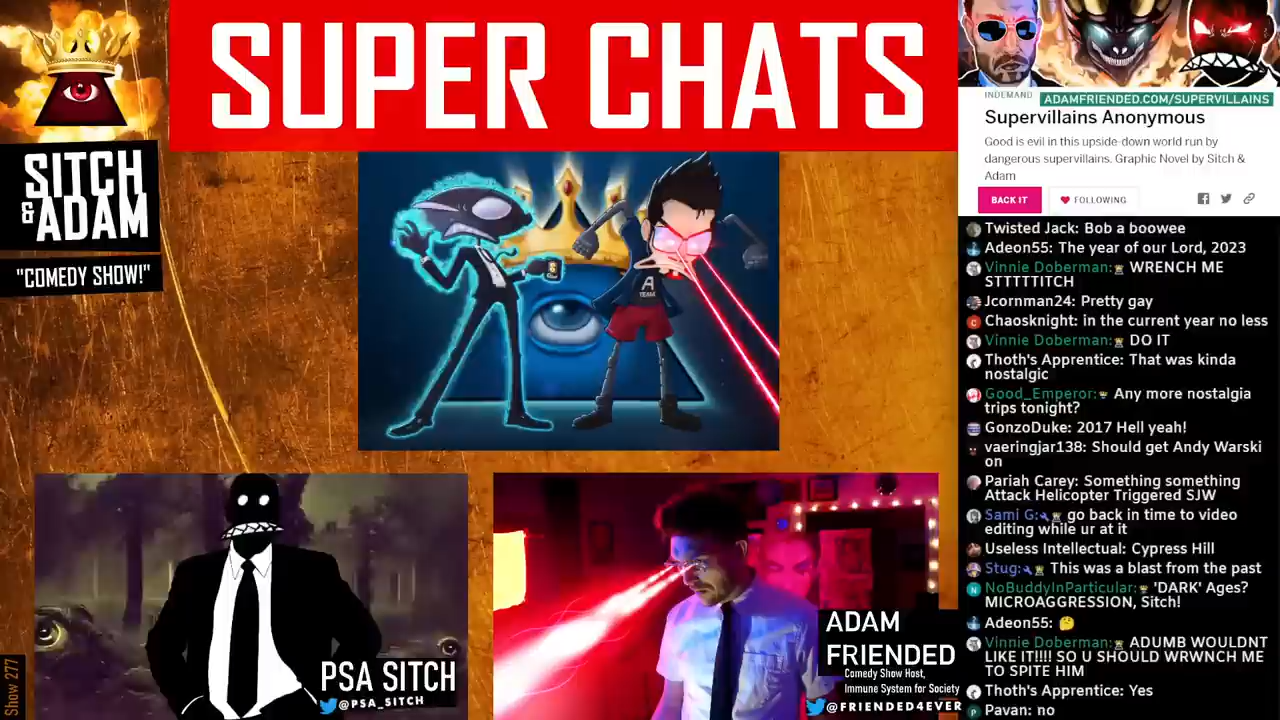 SUPER CHATS
SITCH
& ADAM
"COMEDY SHOW!"
A
TEAM
PSA SITCH
@PSA_SITCH
ADAM
FRIENDED
Comedy Show Host,
Immune System for Society
@FRIENDED4EVER
Show 277
INDEMAND
ADAMFRIENDED.COM/SUPERVILLAINS
Supervillains Anonymous
Good is evil in this upside-down world run by
dangerous supervillains. Graphic Novel by Sitch &
Adam
BACK IT
FOLLOWING
Twisted Jack: Bob a boowee
Adeon55: The year of our Lord, 2023
Vinnie Doberman: WRENCH ME
STTTTTITCH
Jcornman24: Pretty gay
C
Chaosknight: in the current year no less
Vinnie Doberman: DO IT
Thoth's Apprentice: That was kinda
nostalgic
Good_Emperor: Any more nostalgia
trips tonight?
GonzoDuke: 2017 Hell yeah!
vaeringjar138: Should get Andy Warski
on
Pariah Carey: Something something
Attack Helicopter Triggered SJW
Sami G: go back in time to video
editing while ur at it
Useless Intellectual: Cypress Hill
Stug: This was a blast from the past
N
NoBuddyInParticular: 'DARK' Ages?
MICROAGGRESSION, Sitch!
Adeon55: 🤔
Vinnie Doberman: ADUMB WOULDNT
LIKE IT!!!! SO U SHOULD WRWNCH ME
TO SPITE HIM
Thoth's Apprentice: Yes
Pavan: no